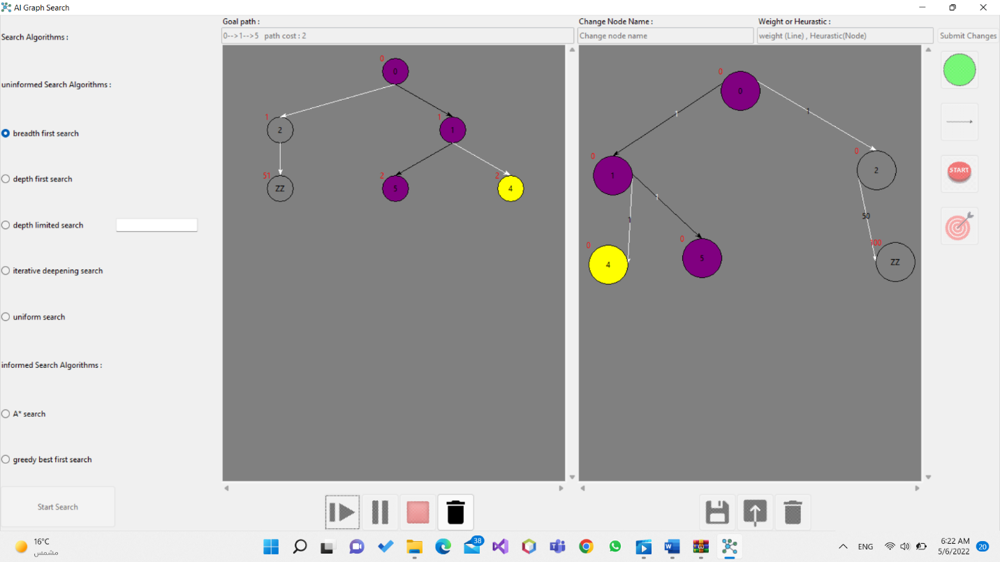 AI Graph Search
Search Algorithms :
uninformed Search Algorithms :
breadth first search
depth first search
depth limited search
iterative deepening search
uniform search
informed Search Algorithms :
A* search
greedy best first search
Start Search
Goal path :
0-->1-->5 path cost : 2
0
0
1
2
1
1
51
ZZ
2
5
2
4
Change Node Name :
Change node name
Weight or Heurastic :
weight (Line) , Heurastic(Node)
Submit Changes
0
0
1
1
0
1
0
2
1
1
50
0
4
0
5
100
ZZ
START
16°C
مشمس
38
ENG
6:22 AM
5/6/2022
20